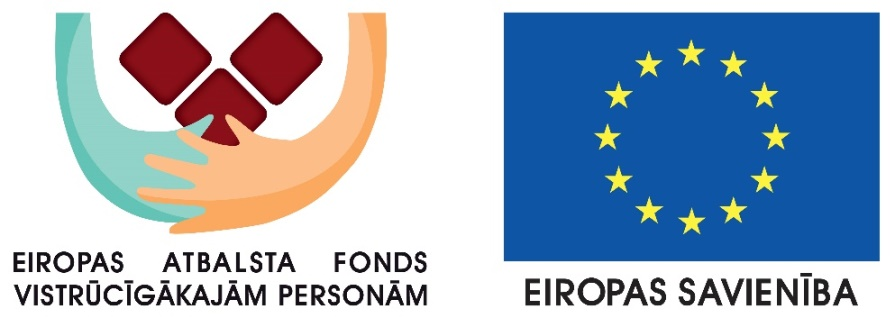 EIROPAS ATBALSTA FONDS
VISTRŪCĪGĀKAJĀM PERSONĀM
EIROPAS SAVIENĪBA